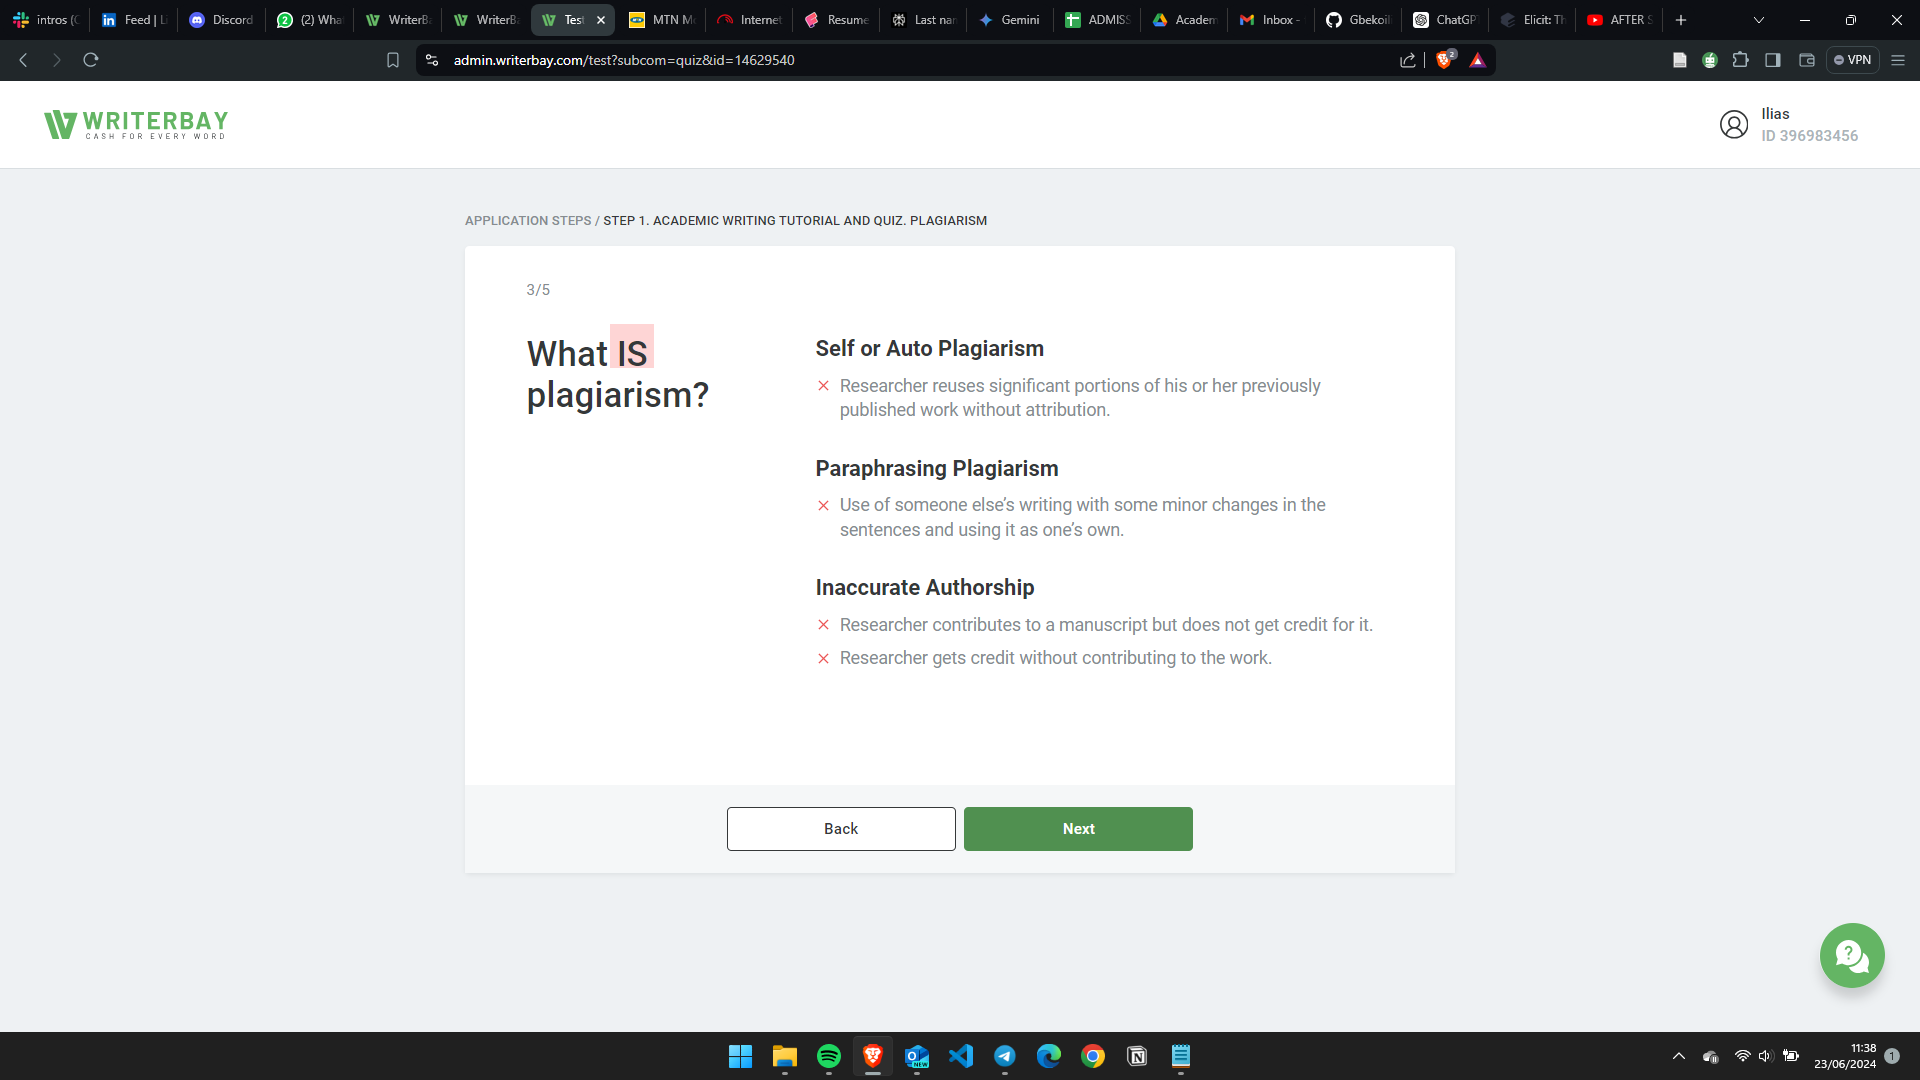 intros (
Feed | L
Discord
(2) Wha
WriterB
WriterB
Tes
MTN M
Internet
Resume
Last nan
Gemini
ADMISS
Academ
Inbox -
Gbekoil
ChatGP
Elicit: Th
AFTER S
admin.writerbay.com/test?subcom=quiz&id=14629540
2
VPN
WRITERBAY
CASH FOR EVERY WORD
Ilias
ID 396983456
APPLICATION STEPS / STEP 1. ACADEMIC WRITING TUTORIAL AND QUIZ. PLAGIARISM
3/5
What IS
plagiarism?
Self or Auto Plagiarism
Researcher reuses significant portions of his or her previously
published work without attribution.
Paraphrasing Plagiarism
Use of someone else’s writing with some minor changes in the
sentences and using it as one’s own.
Inaccurate Authorship
Researcher contributes to a manuscript but does not get credit for it.
Researcher gets credit without contributing to the work.
Back
Next
11:38
23/06/2024
1